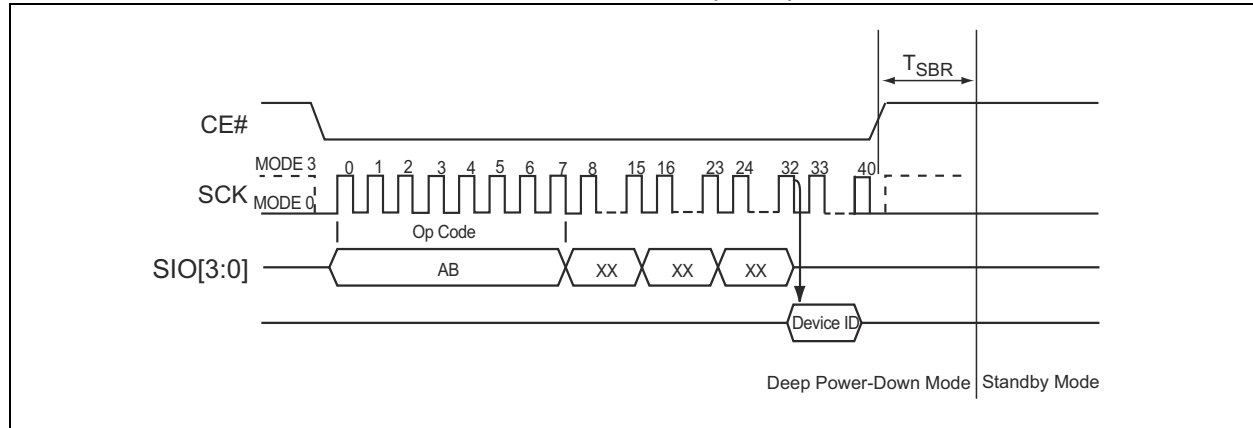 T_SBR
CE#
MODE 3
0 1 2 3 4 5 6 7 8 15 16 23 24 32 33 40
SCK
MODE 0
Op Code
SIO[3:0]
AB XX XX XX
Device ID
Deep Power-Down Mode Standby Mode